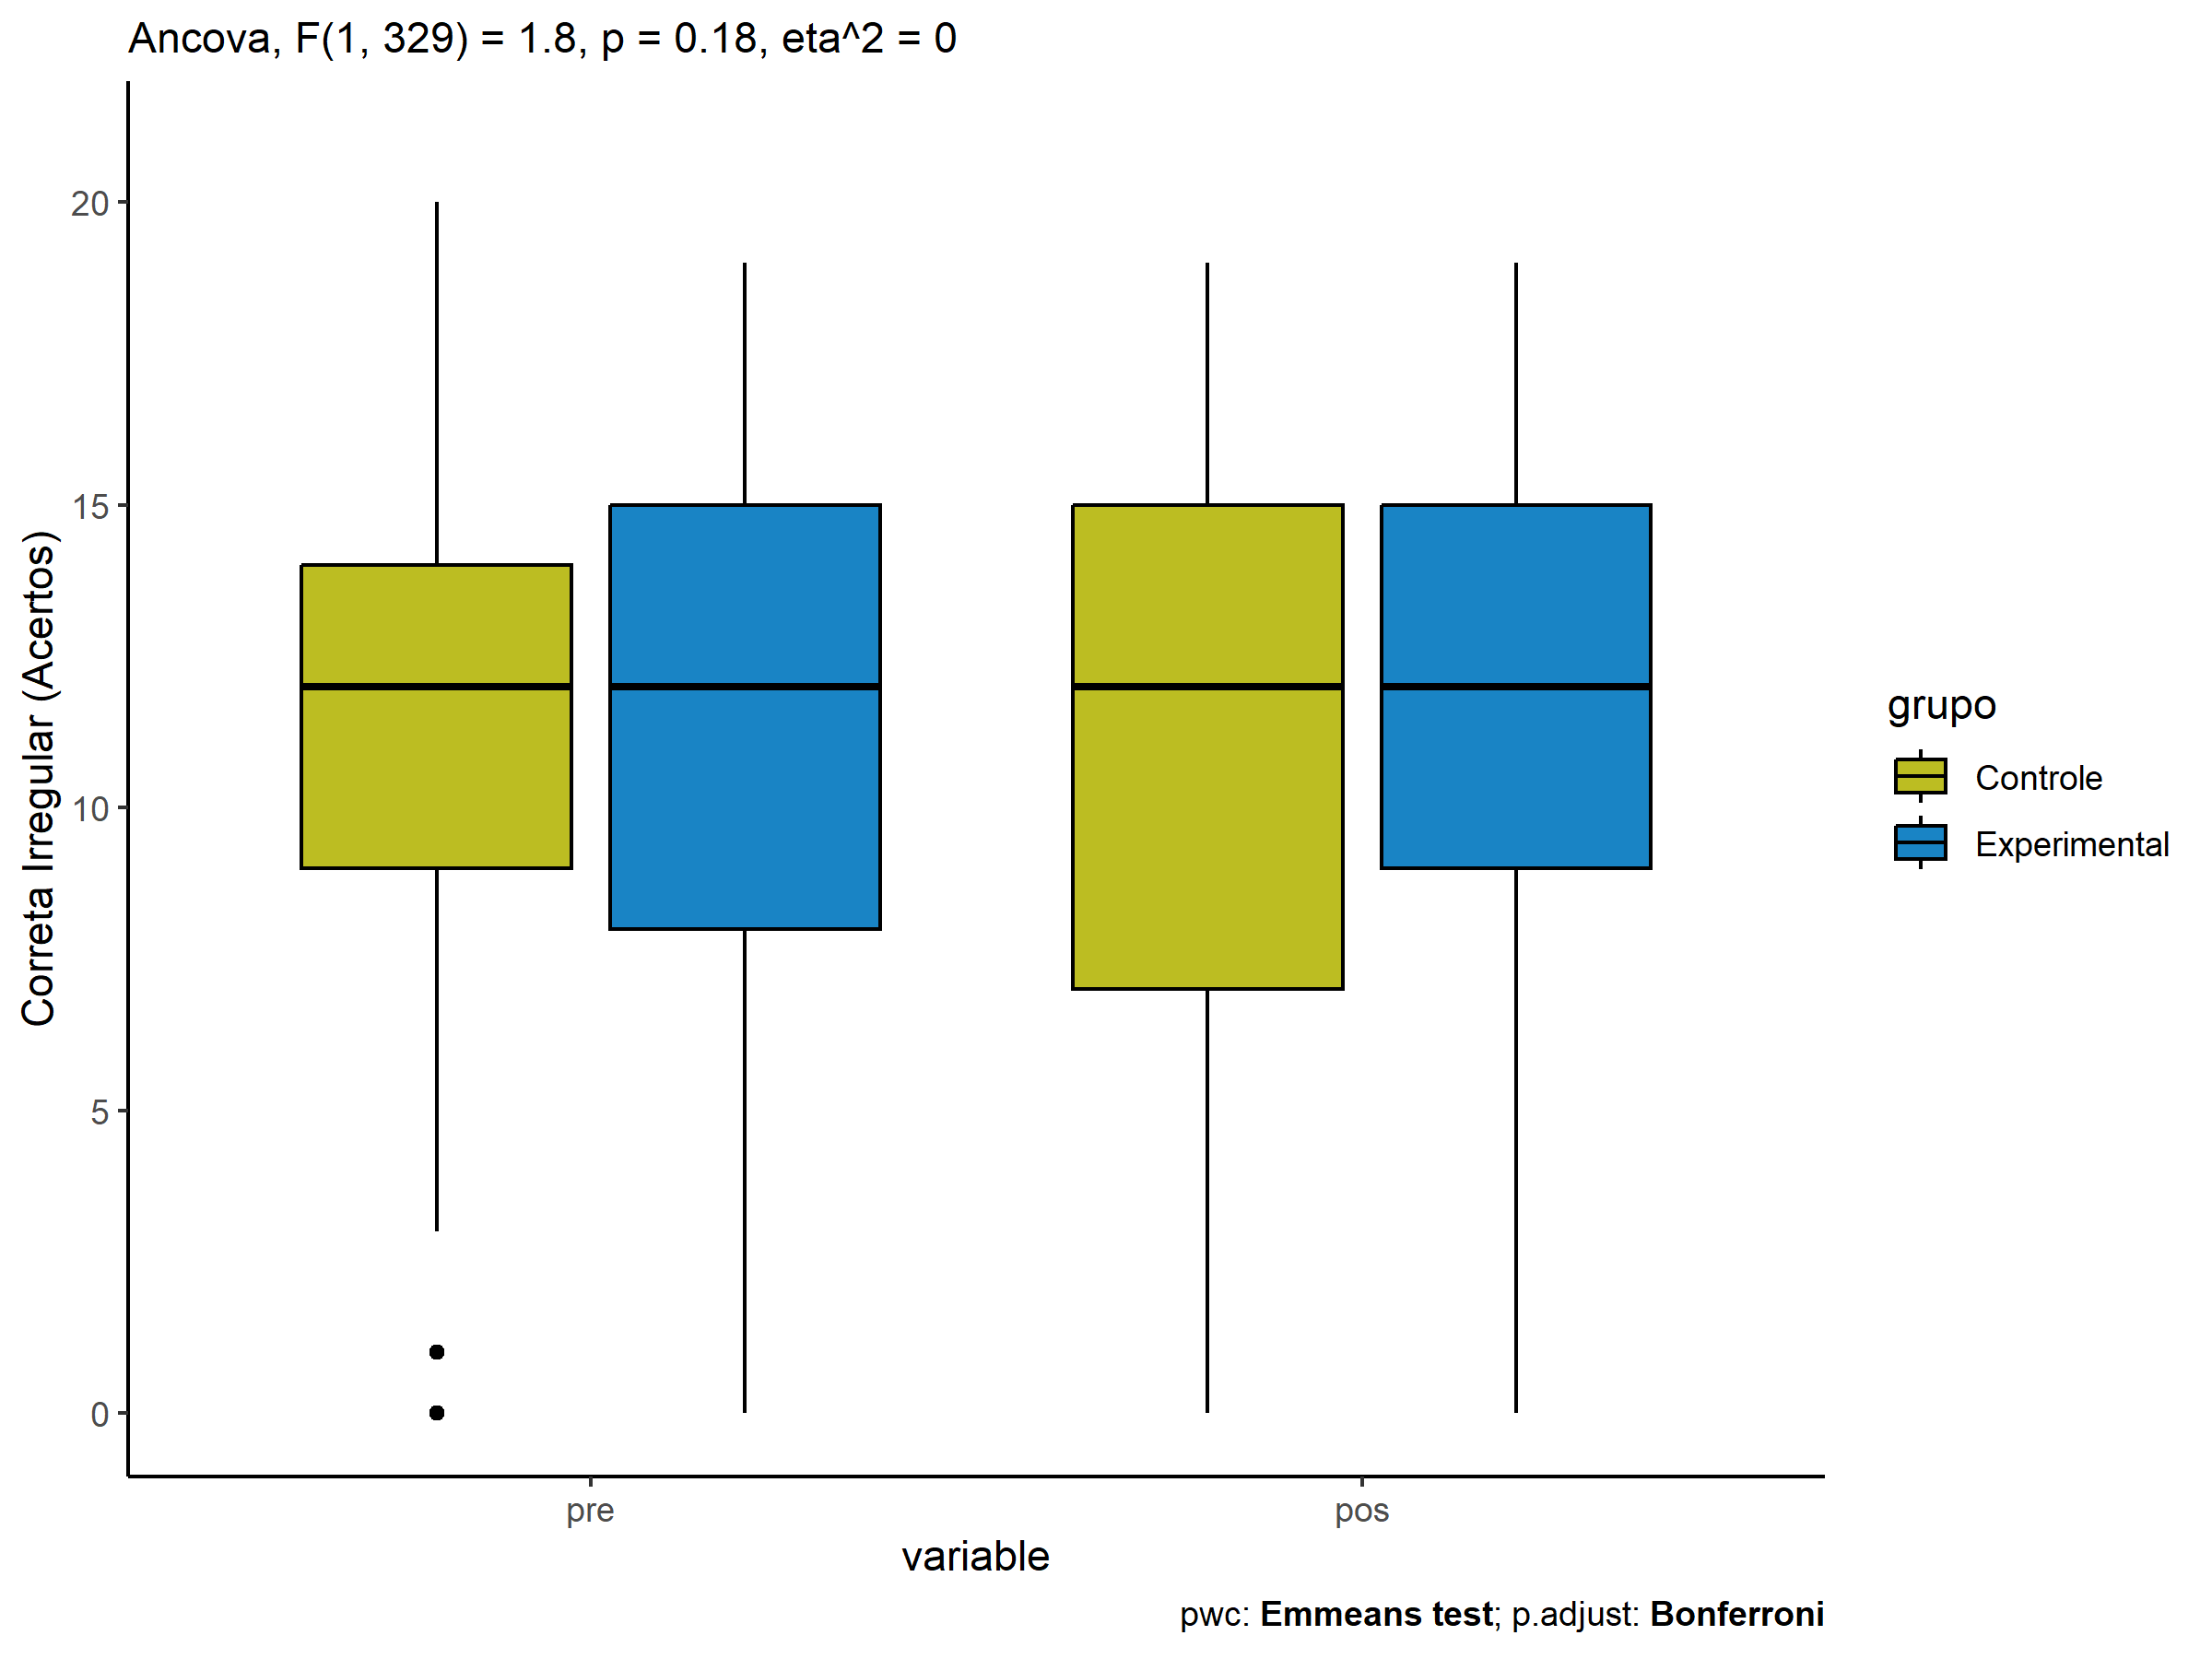 Ancova, F(1, 329) = 1.8, p = 0.18, eta^2 = 0
Correta Irregular (Acertos)
20
15
10
5
0
pre
pos
variable
grupo
Controle
Experimental
pwc: Emmeans test; p.adjust: Bonferroni